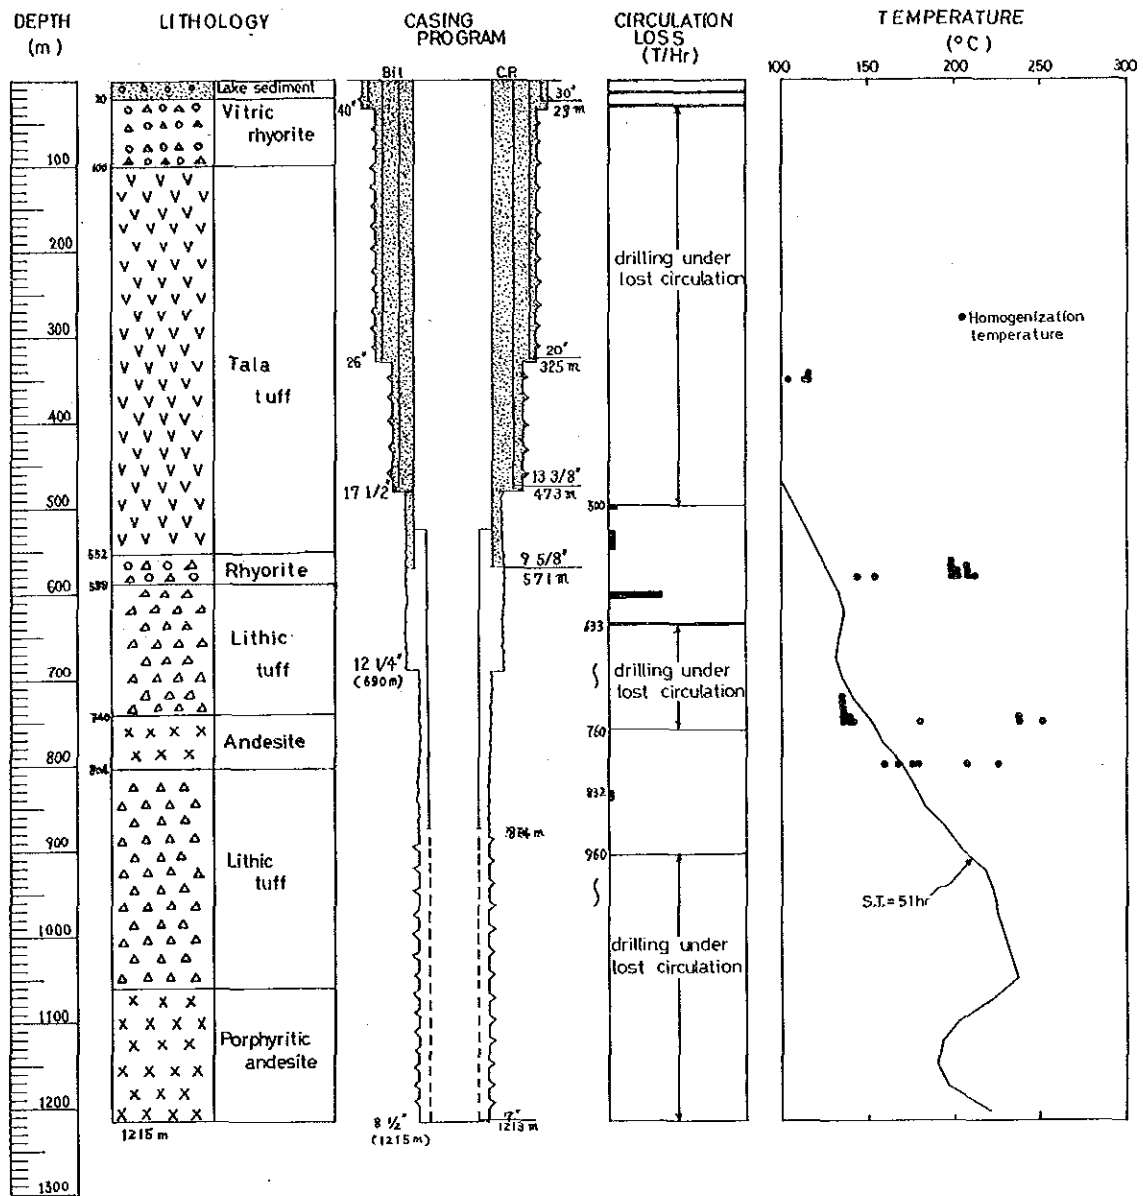 DEPTH
(m)
LITHOLOGY
CASING
PROGRAM
CIRCULATION
LOSS
(T/Hr)
TEMPERATURE
(°C)
Bit
C.P.
100 150 200 250 300
Lake sediment
20
Vitric
rhyorite
40"
30"
23 m
100
drilling under
lost circulation
200
300
Homogenization
temperature
20"
325 m
26"
Tala
tuff
400
13 3/8"
473 m
17 1/2"
500
500
552
9 5/8"
571 m
Rhyorite
600
633
Lithic
tuff
12 1/4"
(690m)
drilling under
lost circulation
700
740
760
Andesite
800
804
832
874 m
900
960
Lithic
tuff
S.T.= 51hr
drilling under
lost circulation
1000
1100
Porphyritic
andesite
1200
8 1/2"
(1215 m)
7"
1213 m
1215 m
1300